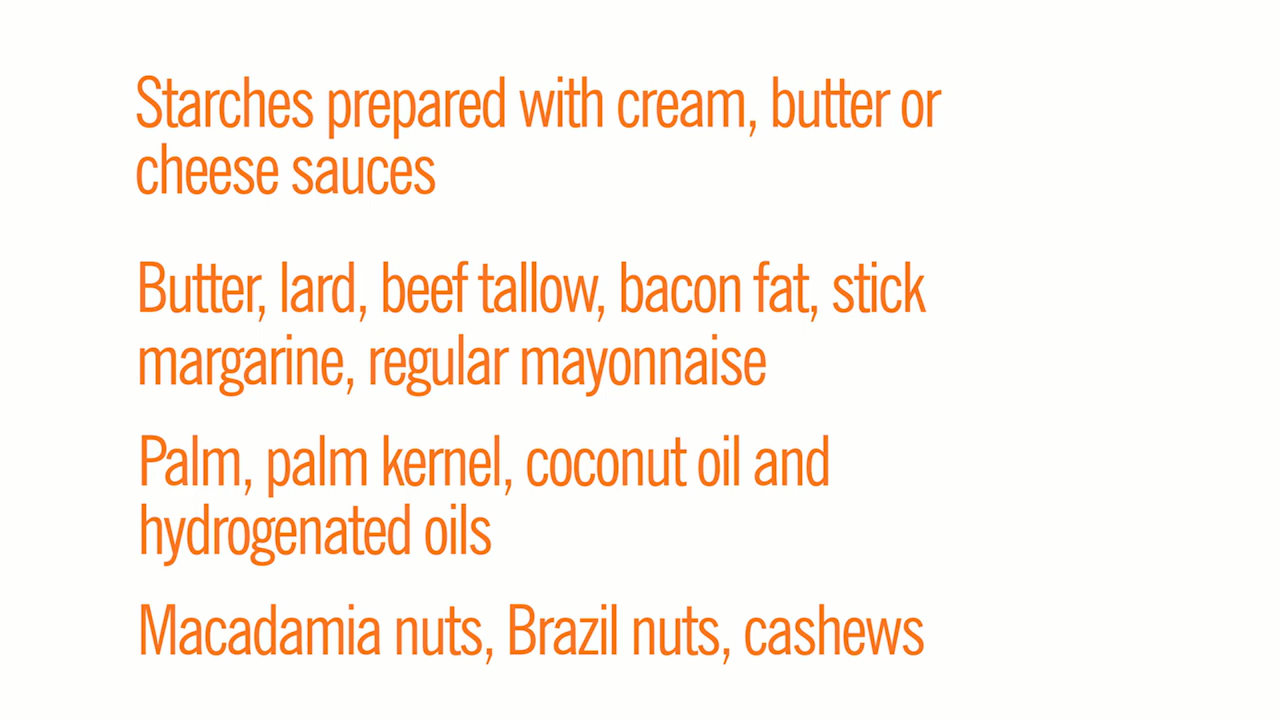 Starches prepared with cream, butter or
cheese sauces
Butter, lard, beef tallow, bacon fat, stick
margarine, regular mayonnaise
Palm, palm kernel, coconut oil and
hydrogenated oils
Macadamia nuts, Brazil nuts, cashews